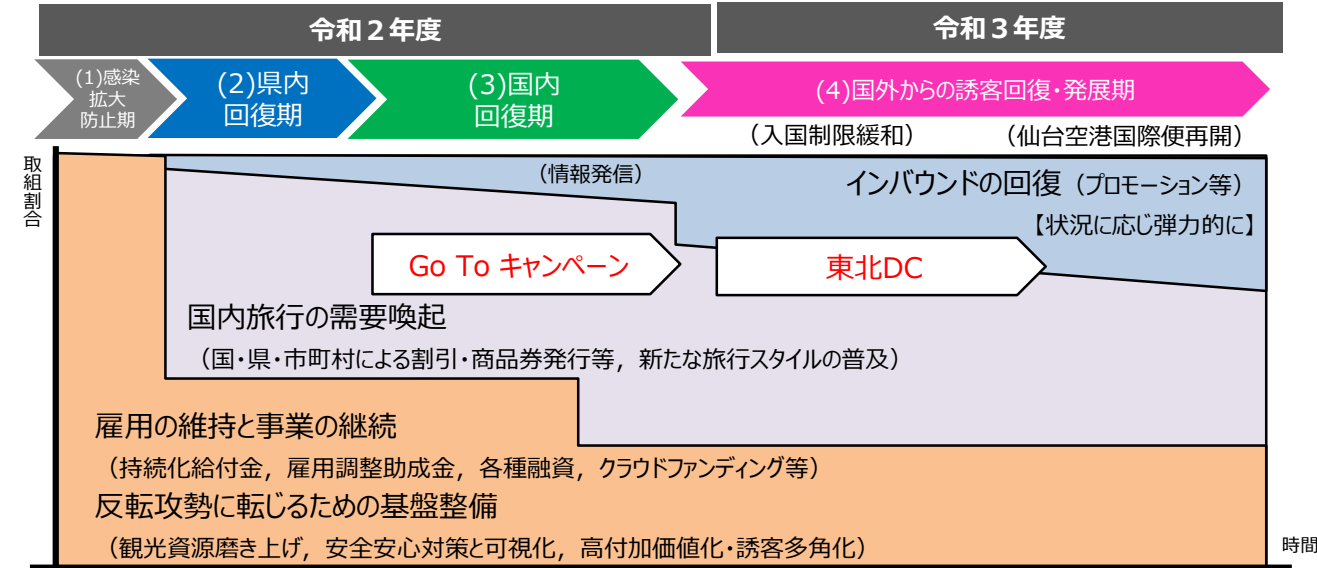 令和２年度
令和３年度
(1)感染
拡大
防止期
(2)県内
回復期
(3)国内
回復期
(4)国外からの誘客回復・発展期
（入国制限緩和）
（仙台空港国際便再開）
取組割合
（情報発信）
インバウンドの回復（プロモーション等）
【状況に応じ弾力的に】
Go To キャンペーン
東北DC
国内旅行の需要喚起
（国・県・市町村による割引・商品券発行等，新たな旅行スタイルの普及）
雇用の維持と事業の継続
（持続化給付金，雇用調整助成金，各種融資，クラウドファンディング等）
反転攻勢に転じるための基盤整備
（観光資源磨き上げ，安全安心対策と可視化，高付加価値化・誘客多角化）
時間